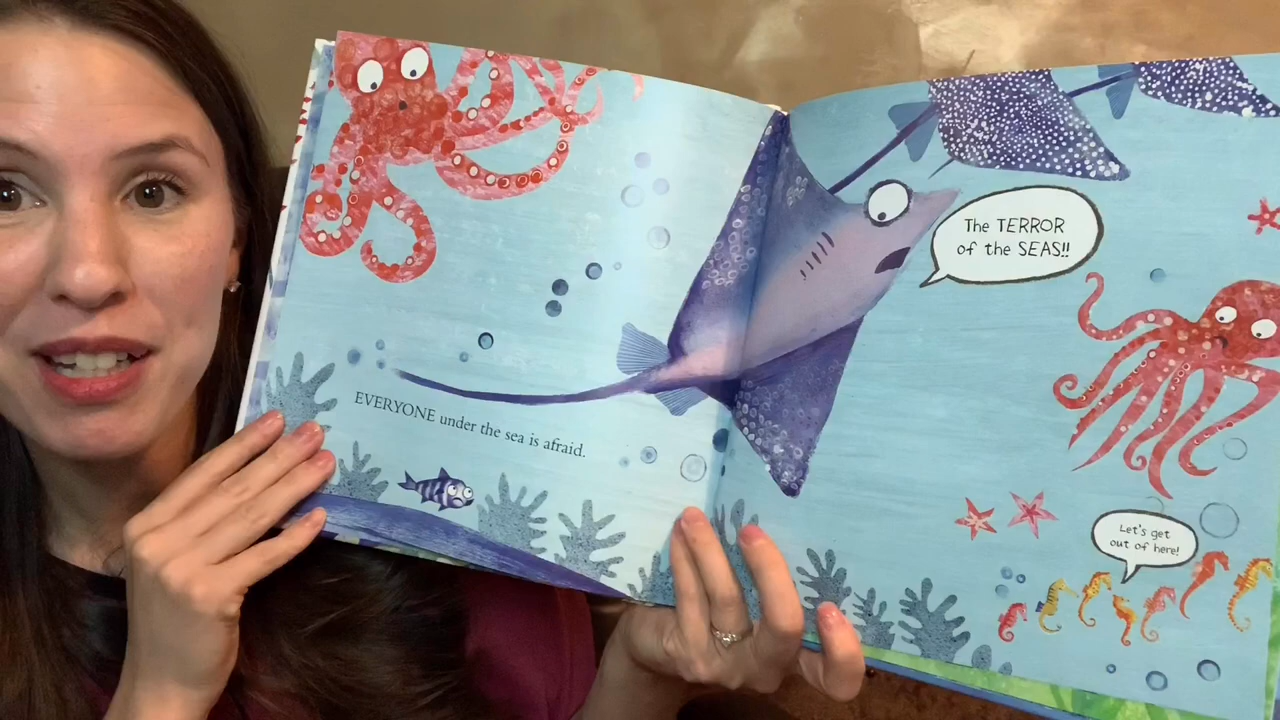 EVERYONE under the sea is afraid.
The TERROR
of the SEAS!!
Let's get
out of here!